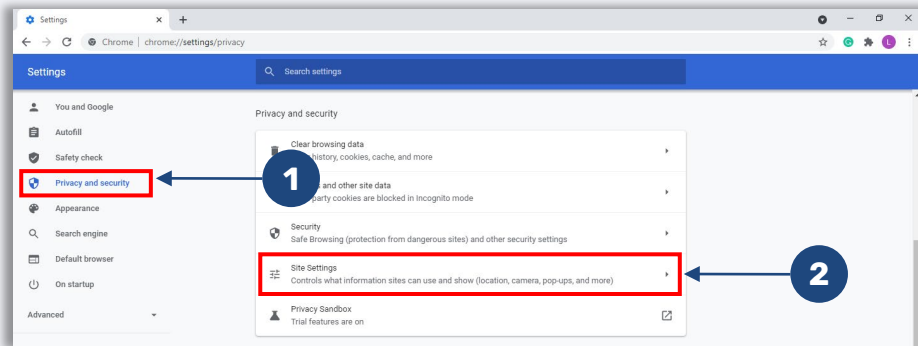 Settings
Chrome | chrome://settings/privacy
L
Settings
Search settings
You and Google
Autofill
Safety check
Privacy and security
Appearance
Search engine
Default browser
On startup
Advanced
Privacy and security
Clear browsing data
history, cookies, cache, and more
1
and other site data
party cookies are blocked in Incognito mode
Security
Safe Browsing (protection from dangerous sites) and other security settings
Site Settings
Controls what information sites can use and show (location, camera, pop-ups, and more)
2
Privacy Sandbox
Trial features are on